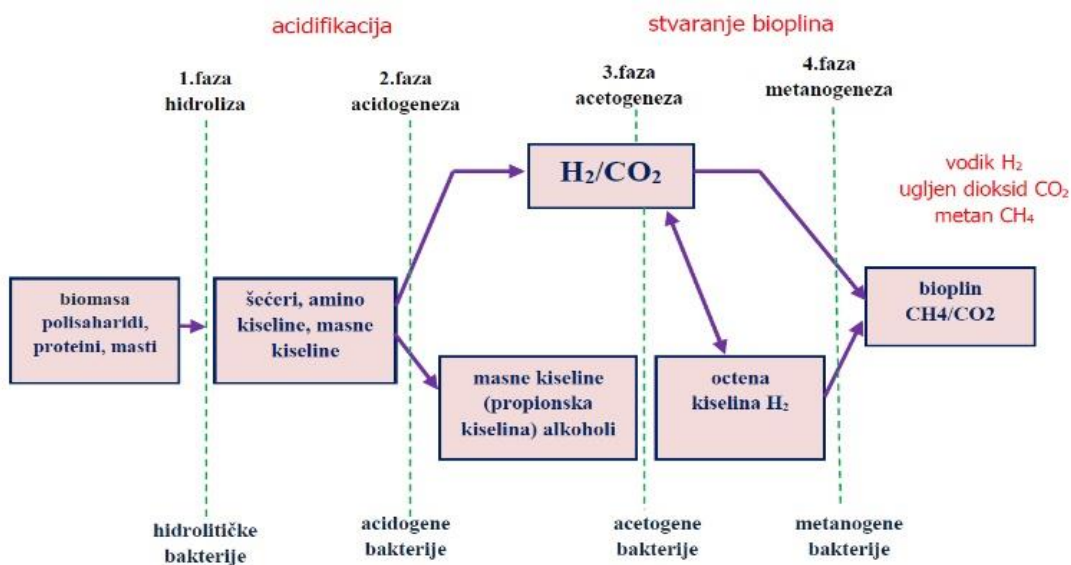 acidifikacija
stvaranje bioplina
1.faza
hidroliza
2.faza
acidogeneza
3.faza
acetogeneza
4.faza
metanogeneza
H₂/CO₂
vodik H₂
ugljen dioksid CO₂
metan CH₄
biomasa
polisaharidi,
proteini, masti
šećeri, amino
kiseline, masne
kiseline
bioplin
CH4/CO2
masne kiseline
(propionska
kiselina) alkoholi
octena
kiselina H₂
hidrolitičke
bakterije
acidogene
bakterije
acetogene
bakterije
metanogene
bakterije